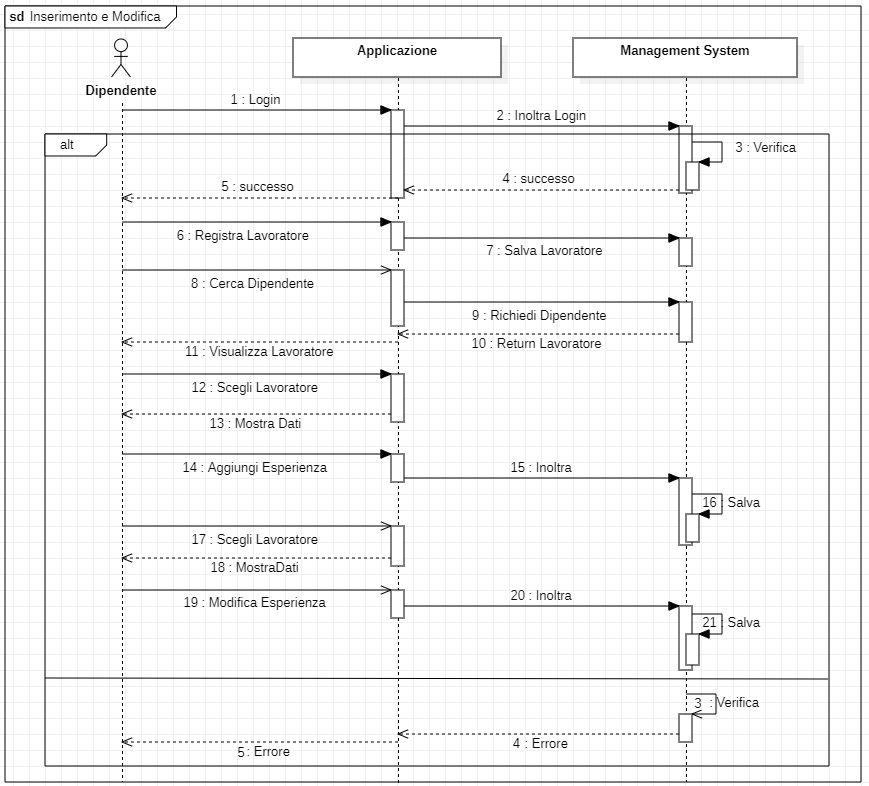 sd Inserimento e Modifica
Dipendente
Applicazione
Management System
1 : Login
2 : Inoltra Login
alt
3 : Verifica
4 : successo
5 : successo
6 : Registra Lavoratore
7 : Salva Lavoratore
8 : Cerca Dipendente
9 : Richiedi Dipendente
10 : Return Lavoratore
11 : Visualizza Lavoratore
12 : Scegli Lavoratore
13 : Mostra Dati
14 : Aggiungi Esperienza
15 : Inoltra
16 : Salva
17 : Scegli Lavoratore
18 : MostraDati
19 : Modifica Esperienza
20 : Inoltra
21 : Salva
3 : Verifica
4 : Errore
5 : Errore